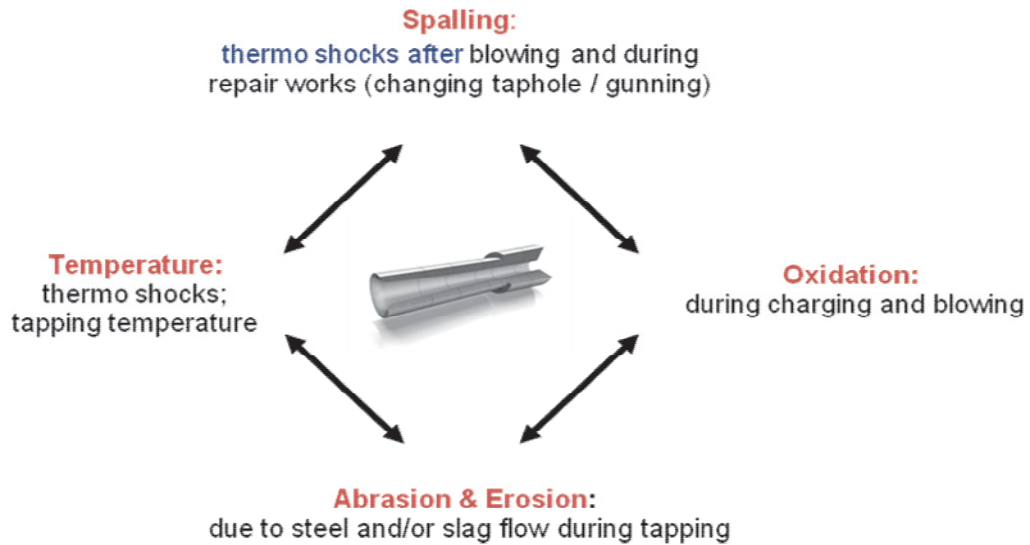 Spalling:
thermo shocks after blowing and during
repair works (changing taphole / gunning)
Temperature:
thermo shocks;
tapping temperature
Oxidation:
during charging and blowing
Abrasion & Erosion:
due to steel and/or slag flow during tapping